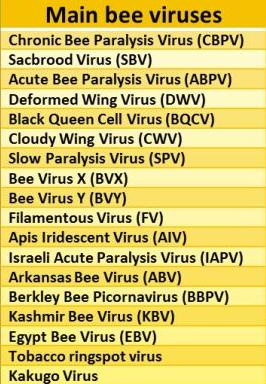 Main bee viruses
Chronic Bee Paralysis Virus (CBPV)
Sacbrood Virus (SBV)
Acute Bee Paralysis Virus (ABPV)
Deformed Wing Virus (DWV)
Black Queen Cell Virus (BQCV)
Cloudy Wing Virus (CWV)
Slow Paralysis Virus (SPV)
Bee Virus X (BVX)
Bee Virus Y (BVY)
Filamentous Virus (FV)
Apis Iridescent Virus (AIV)
Israeli Acute Paralysis Virus (IAPV)
Arkansas Bee Virus (ABV)
Berkley Bee Picornavirus (BBPV)
Kashmir Bee Virus (KBV)
Egypt Bee Virus (EBV)
Tobacco ringspot virus
Kakugo Virus